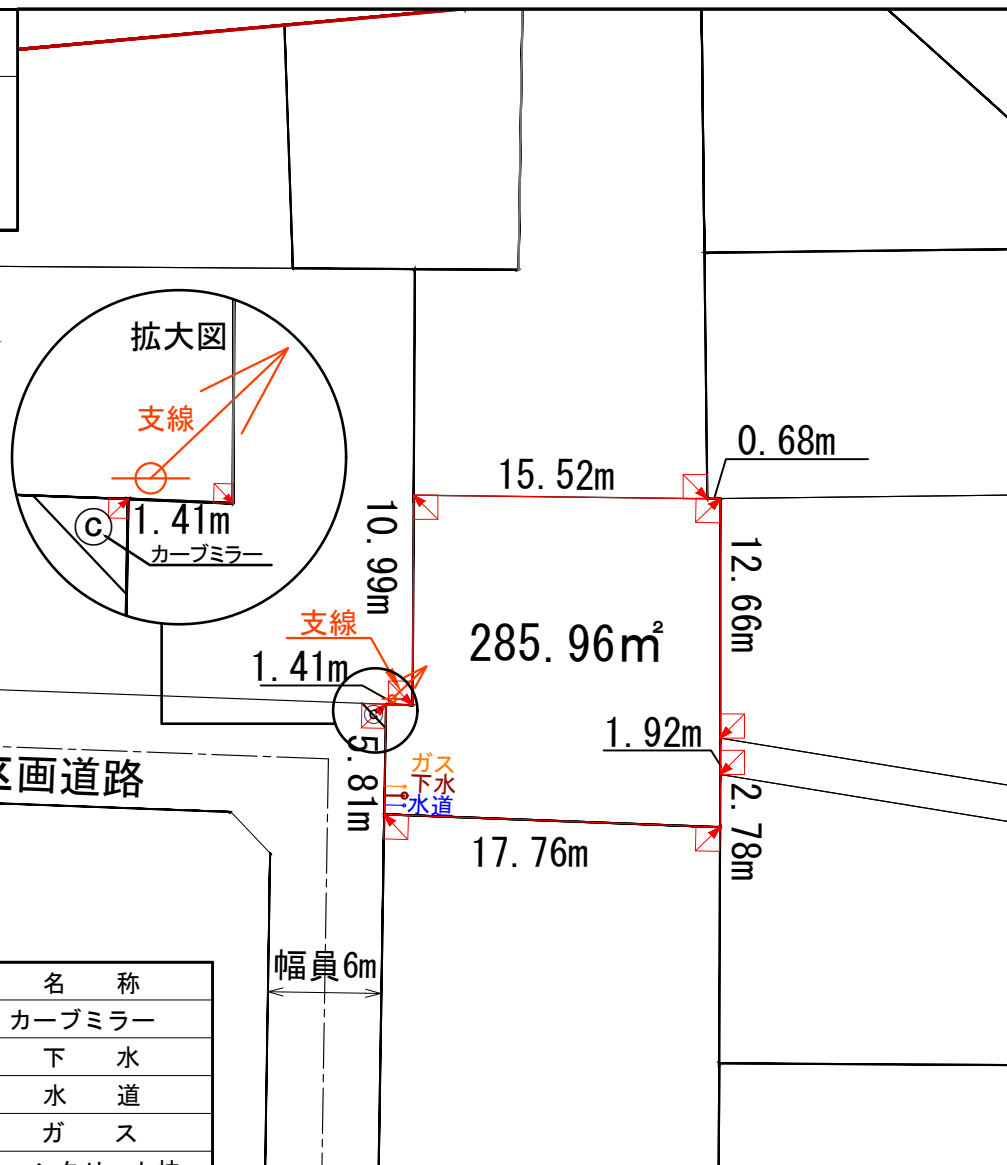 拡大図
支線
C
1.41m
カーブミラー
0.68m
15.52m
10.99m
12.66m
285.96㎡
支線
1.41m
C
1.92m
5.81m
ガス
下水
水道
2.78m
区画道路
17.76m
幅員6m
名 称
カーブミラー
下 水
水 道
ガ ス